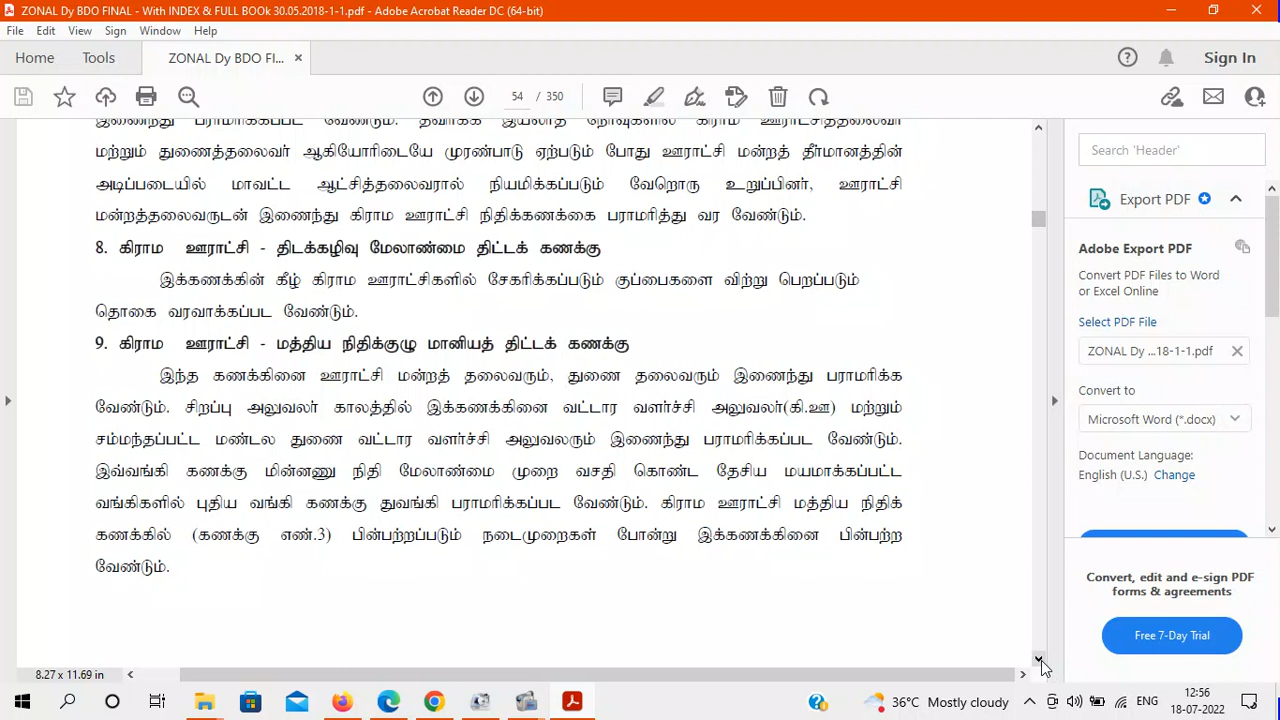 ZONAL Dy BDO FINAL - With INDEX & FULL BOOk 30.05.2018-1-1.pdf - Adobe Acrobat Reader DC (64-bit)
File Edit View Sign Window Help
Home Tools ZONAL Dy BDO FI... × Sign In
54 / 350
மற்றும் துணைத்தலைவர் ஆகியோரிடையே முரண்பாடு ஏற்படும் போது ஊராட்சி மன்றத் தீர்மானத்தின்
அடிப்படையில் மாவட்ட ஆட்சித்தலைவரால் நியமிக்கப்படும் வேறொரு உறுப்பினர், ஊராட்சி
மன்றத்தலைவருடன் இணைந்து கிராம ஊராட்சி நிதிக்கணக்கை பராமரித்து வர வேண்டும்.
8. கிராம ஊராட்சி - திடக்கழிவு மேலாண்மை திட்டக் கணக்கு
இக்கணக்கின் கீழ் கிராம ஊராட்சிகளில் சேகரிக்கப்படும் குப்பைகளை விற்று பெறப்படும்
தொகை வரவாக்கப்பட வேண்டும்.
9. கிராம ஊராட்சி - மத்திய நிதிக்குழு மானியத் திட்டக் கணக்கு
இந்த கணக்கினை ஊராட்சி மன்றத் தலைவரும், துணை தலைவரும் இணைந்து பராமரிக்க
வேண்டும். சிறப்பு அலுவலர் காலத்தில் இக்கணக்கினை வட்டார வளர்ச்சி அலுவலர்(கி.ஊ) மற்றும்
சம்மந்தப்பட்ட மண்டல துணை வட்டார வளர்ச்சி அலுவலரும் இணைந்து பராமரிக்கப்பட வேண்டும்.
இவ்வங்கி கணக்கு மின்னணு நிதி மேலாண்மை முறை வசதி கொண்ட தேசிய மயமாக்கப்பட்ட
வங்கிகளில் புதிய வங்கி கணக்கு துவங்கி பராமரிக்கப்பட வேண்டும். கிராம ஊராட்சி மத்திய நிதிக்
கணக்கில் (கணக்கு எண்.3) பின்பற்றப்படும் நடைமுறைகள் போன்று இக்கணக்கினை பின்பற்ற
வேண்டும்.
8.27 x 11.69 in
Search 'Header'
Export PDF
Adobe Export PDF
Convert PDF Files to Word
or Excel Online
Select PDF File
ZONAL Dy ...18-1-1.pdf
Convert to
Microsoft Word (*.docx)
Document Language:
English (U.S.) Change
Convert, edit and e-sign PDF
forms & agreements
Free 7-Day Trial
36°C Mostly cloudy ENG 12:56
18-07-2022